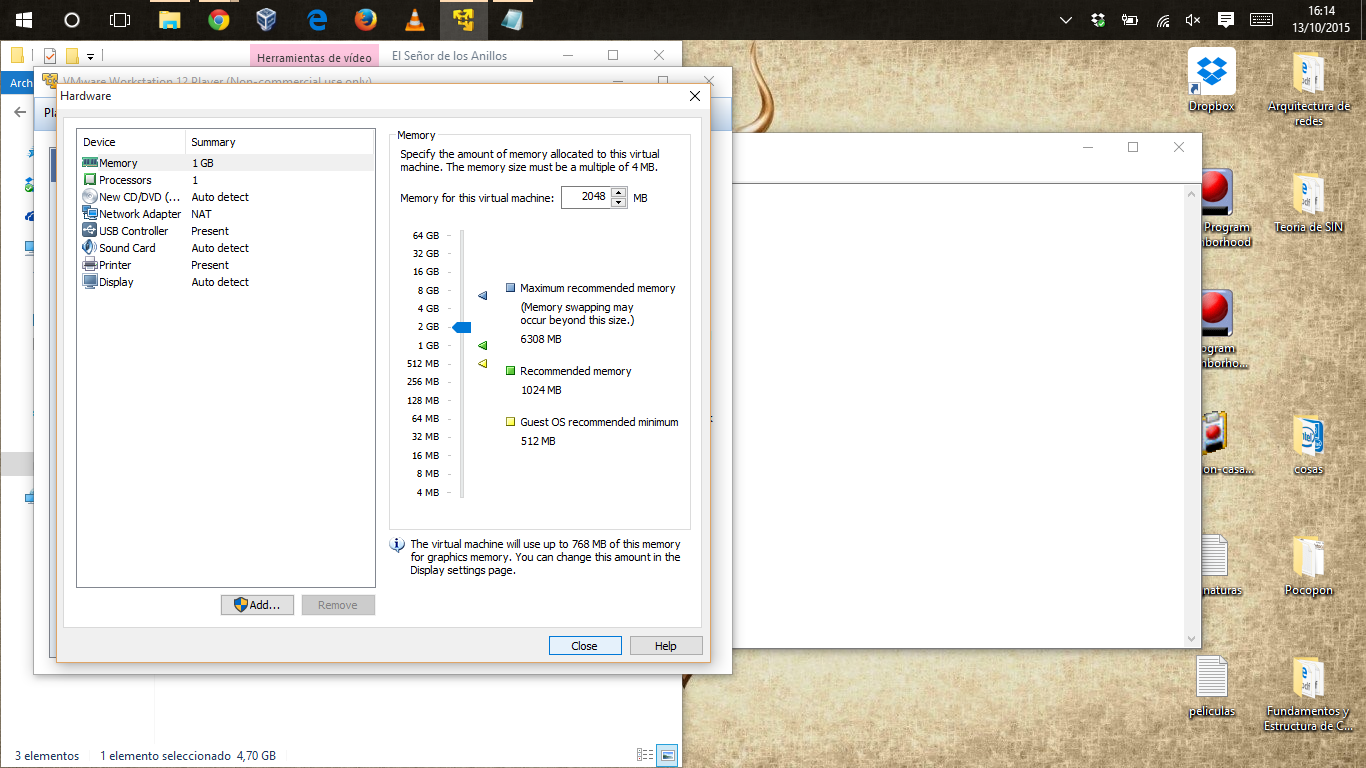 16:14
13/10/2015
Herramientas de vídeo
El Señor de los Anillos
Arch
VMware Workstation 12 Player (Non-commercial use only)
Pla
Hardware
Device Summary
Memory 1 GB
Processors 1
New CD/DVD (... Auto detect
Network Adapter NAT
USB Controller Present
Sound Card Auto detect
Printer Present
Display Auto detect
Add...
Remove
Memory
Specify the amount of memory allocated to this virtual
machine. The memory size must be a multiple of 4 MB.
Memory for this virtual machine: 2048 MB
64 GB
32 GB
16 GB
8 GB
4 GB
2 GB
1 GB
512 MB
256 MB
128 MB
64 MB
32 MB
16 MB
8 MB
4 MB
Maximum recommended memory
(Memory swapping may
occur beyond this size.)
6308 MB
Recommended memory
1024 MB
Guest OS recommended minimum
512 MB
The virtual machine will use up to 768 MB of this memory
for graphics memory. You can change this amount in the
Display settings page.
Close
Help
3 elementos
1 elemento seleccionado 4,70 GB
Dropbox
Arquitectura de
redes
Program
nborhood
Teoria de SIN
ogram
nborho...
on-casa...
cosas
naturas
Pocopon
peliculas
Fundamentos y
Estructura de C...